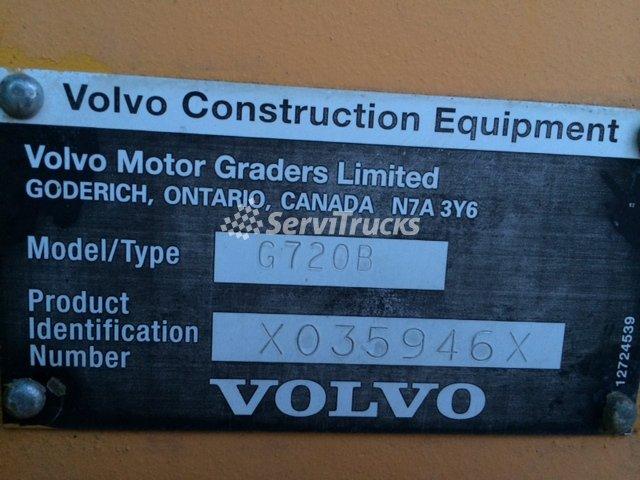 Volvo Construction Equipment
Volvo Motor Graders Limited
GODERICH, ONTARIO, CANADA N7A 3Y6
ServiTrucks
Model/Type G720B
Product
Identification
Number
X035946X
VOLVO
12724539